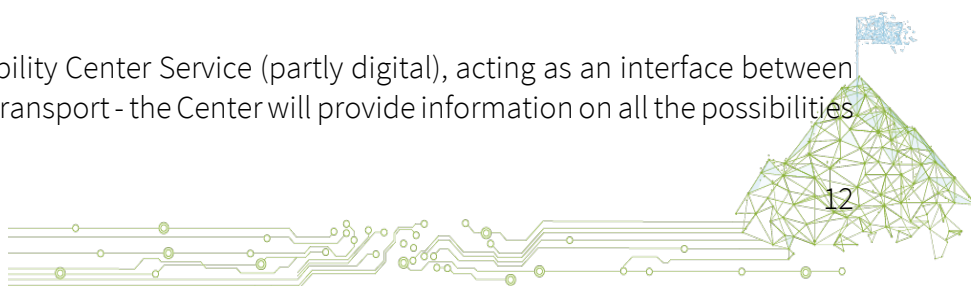 bility Center Service (partly digital), acting as an interface between
ransport - the Center will provide information on all the possibilities
12